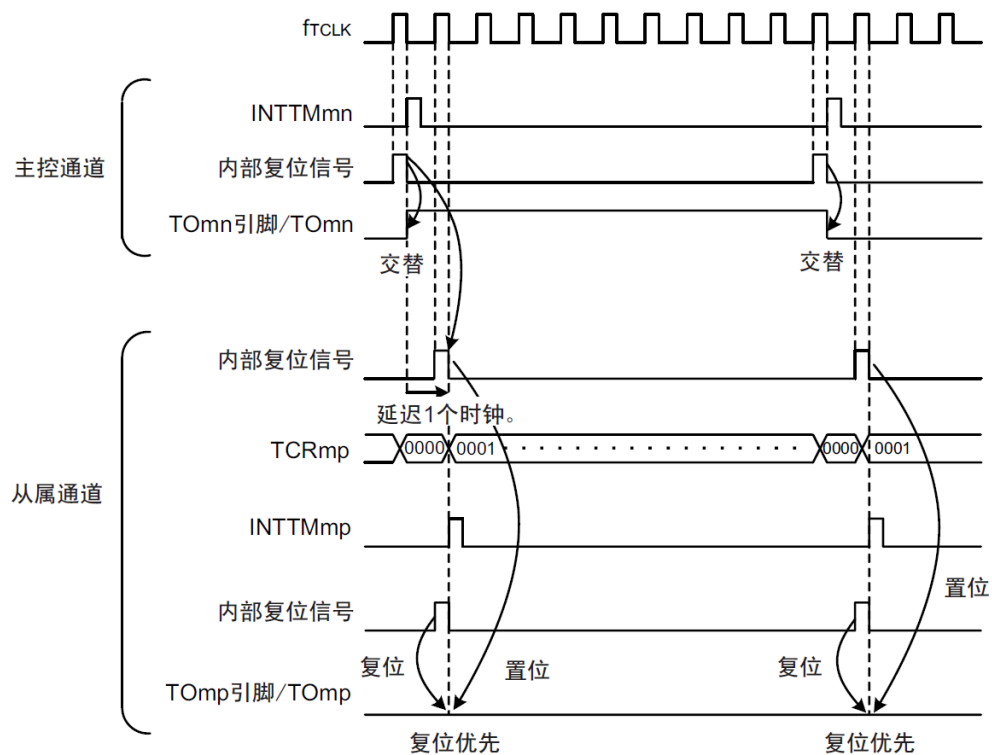 fTCLK
主控通道
INTTMmn
内部复位信号
TOmn引脚/TOmn
交替
交替
从属通道
内部复位信号
延迟1个时钟。
TCRmp
0000
0001
0000
0001
INTTMmp
内部复位信号
复位
置位
复位
置位
TOmp引脚/TOmp
复位优先
复位优先